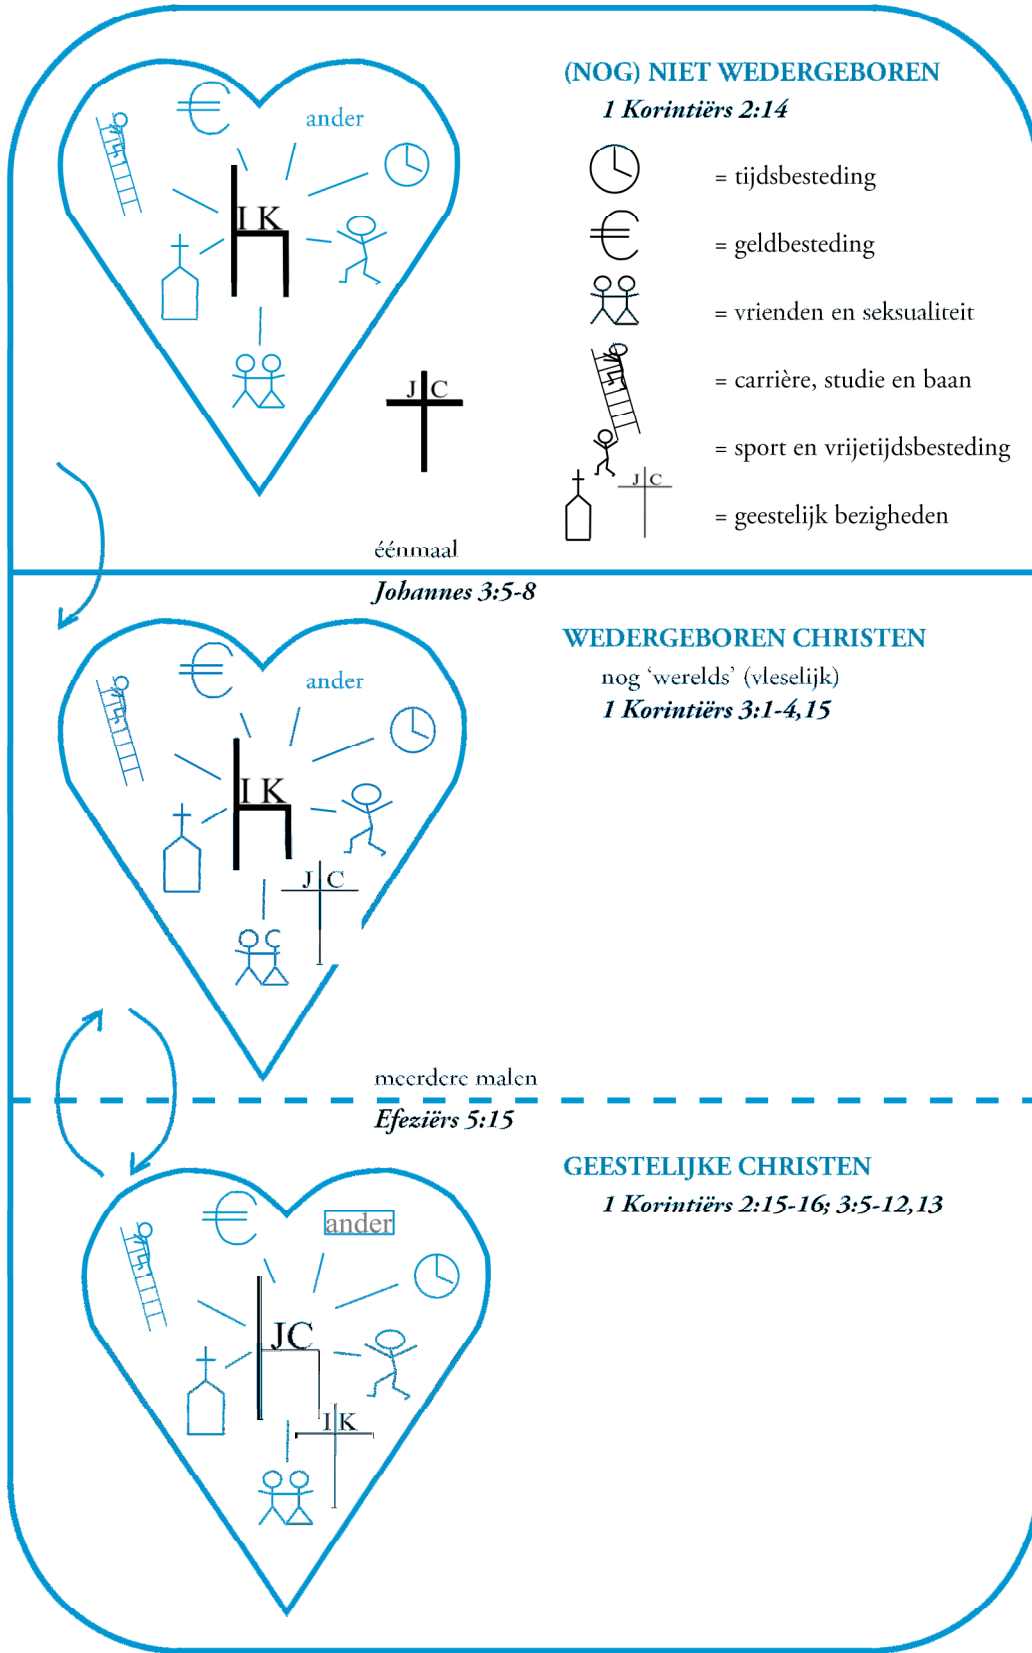 (NOG) NIET WEDERGEBOREN
1 Korintiërs 2:14
€
ander
I K
J C
= tijdsbesteding
€ = geldbesteding
= vrienden en seksualiteit
= carrière, studie en baan
= sport en vrijetijdsbesteding
J C
= geestelijk bezigheden
éénmaal
Johannes 3:5-8
WEDERGEBOREN CHRISTEN
nog ‘werelds’ (vleselijk)
1 Korintiërs 3:1-4,15
€
ander
I K
J C
meerdere malen
Efeziërs 5:15
GEESTELIJKE CHRISTEN
1 Korintiërs 2:15-16; 3:5-12,13
€
ander
JC
I K